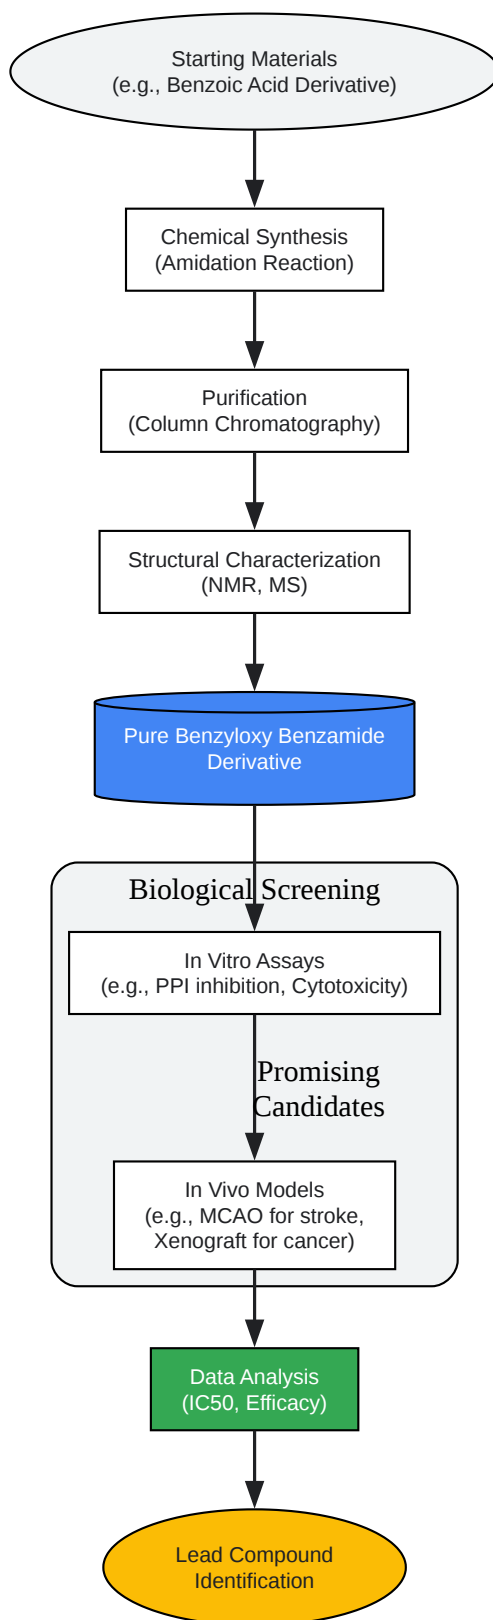 Starting Materials
(e.g., Benzoic Acid Derivative)
Chemical Synthesis
(Amidation Reaction)
Purification
(Column Chromatography)
Structural Characterization
(NMR, MS)
Pure Benzyloxy Benzamide
Derivative
Biological Screening
In Vitro Assays
(e.g., PPI inhibition, Cytotoxicity)
Promising
Candidates
In Vivo Models
(e.g., MCAO for stroke,
Xenograft for cancer)
Data Analysis
(IC50, Efficacy)
Lead Compound
Identification